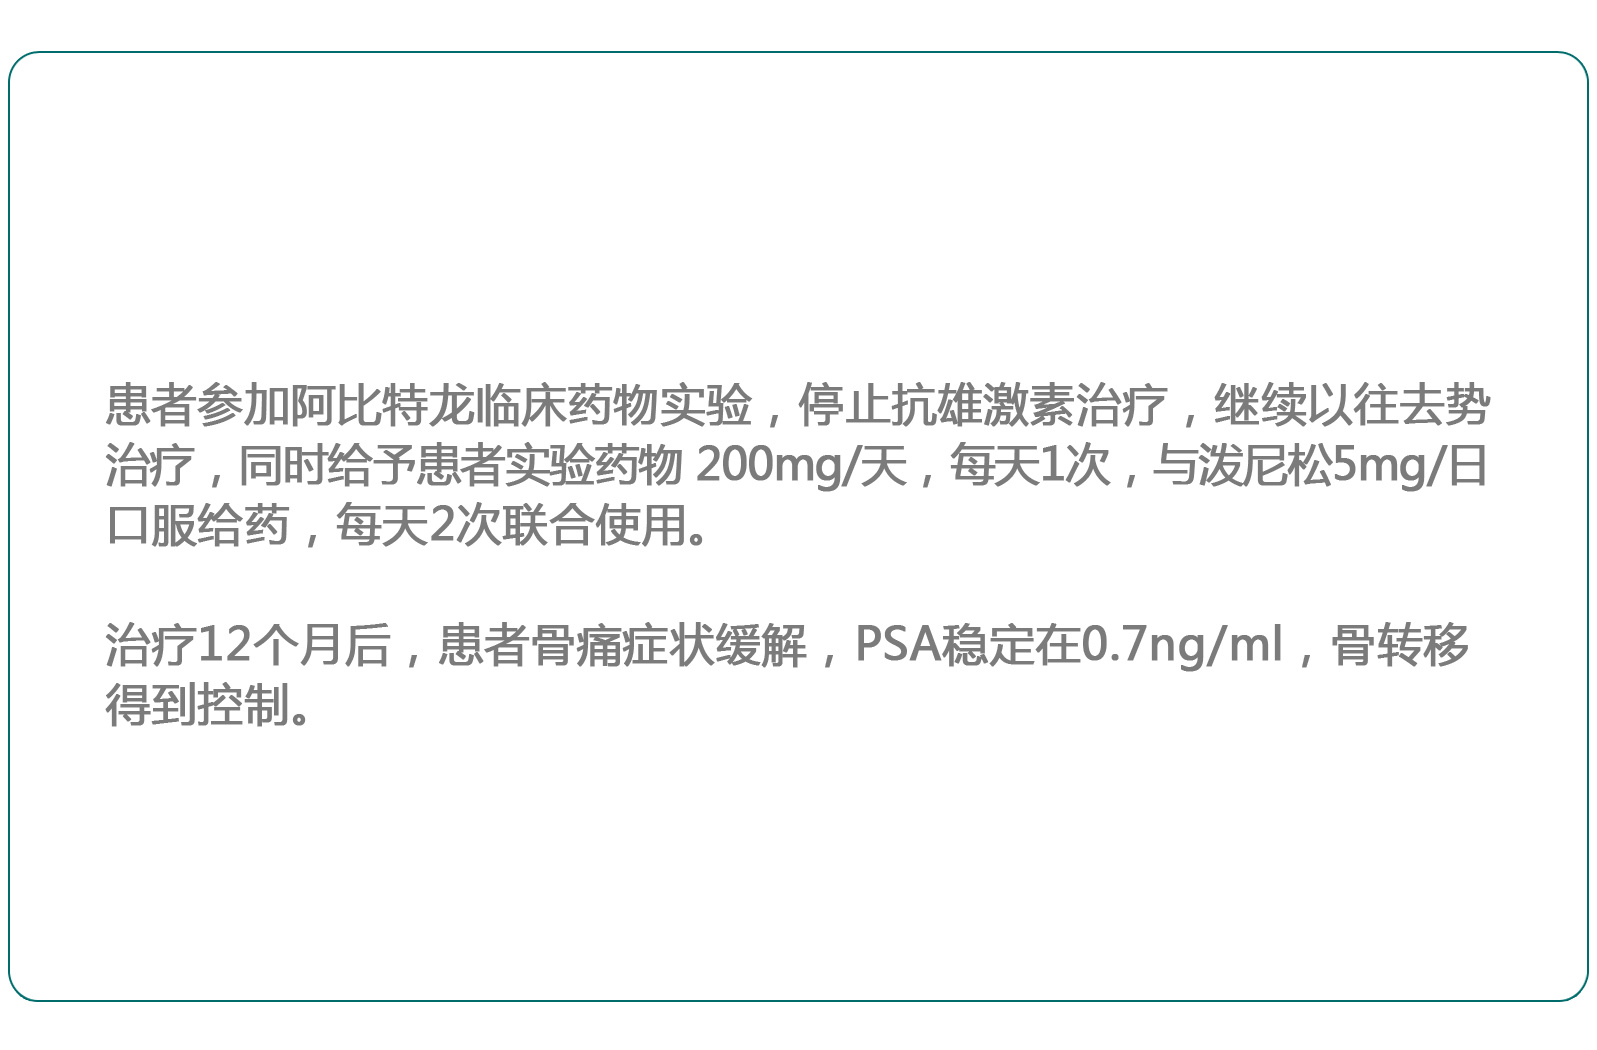 患者参加阿比特龙临床药物实验，停止抗雄激素治疗，继续以往去势
治疗，同时给予患者实验药物 200mg/天，每天1次，与泼尼松5mg/日
口服给药，每天2次联合使用。
治疗12个月后，患者骨痛症状缓解，PSA稳定在0.7ng/ml，骨转移
得到控制。